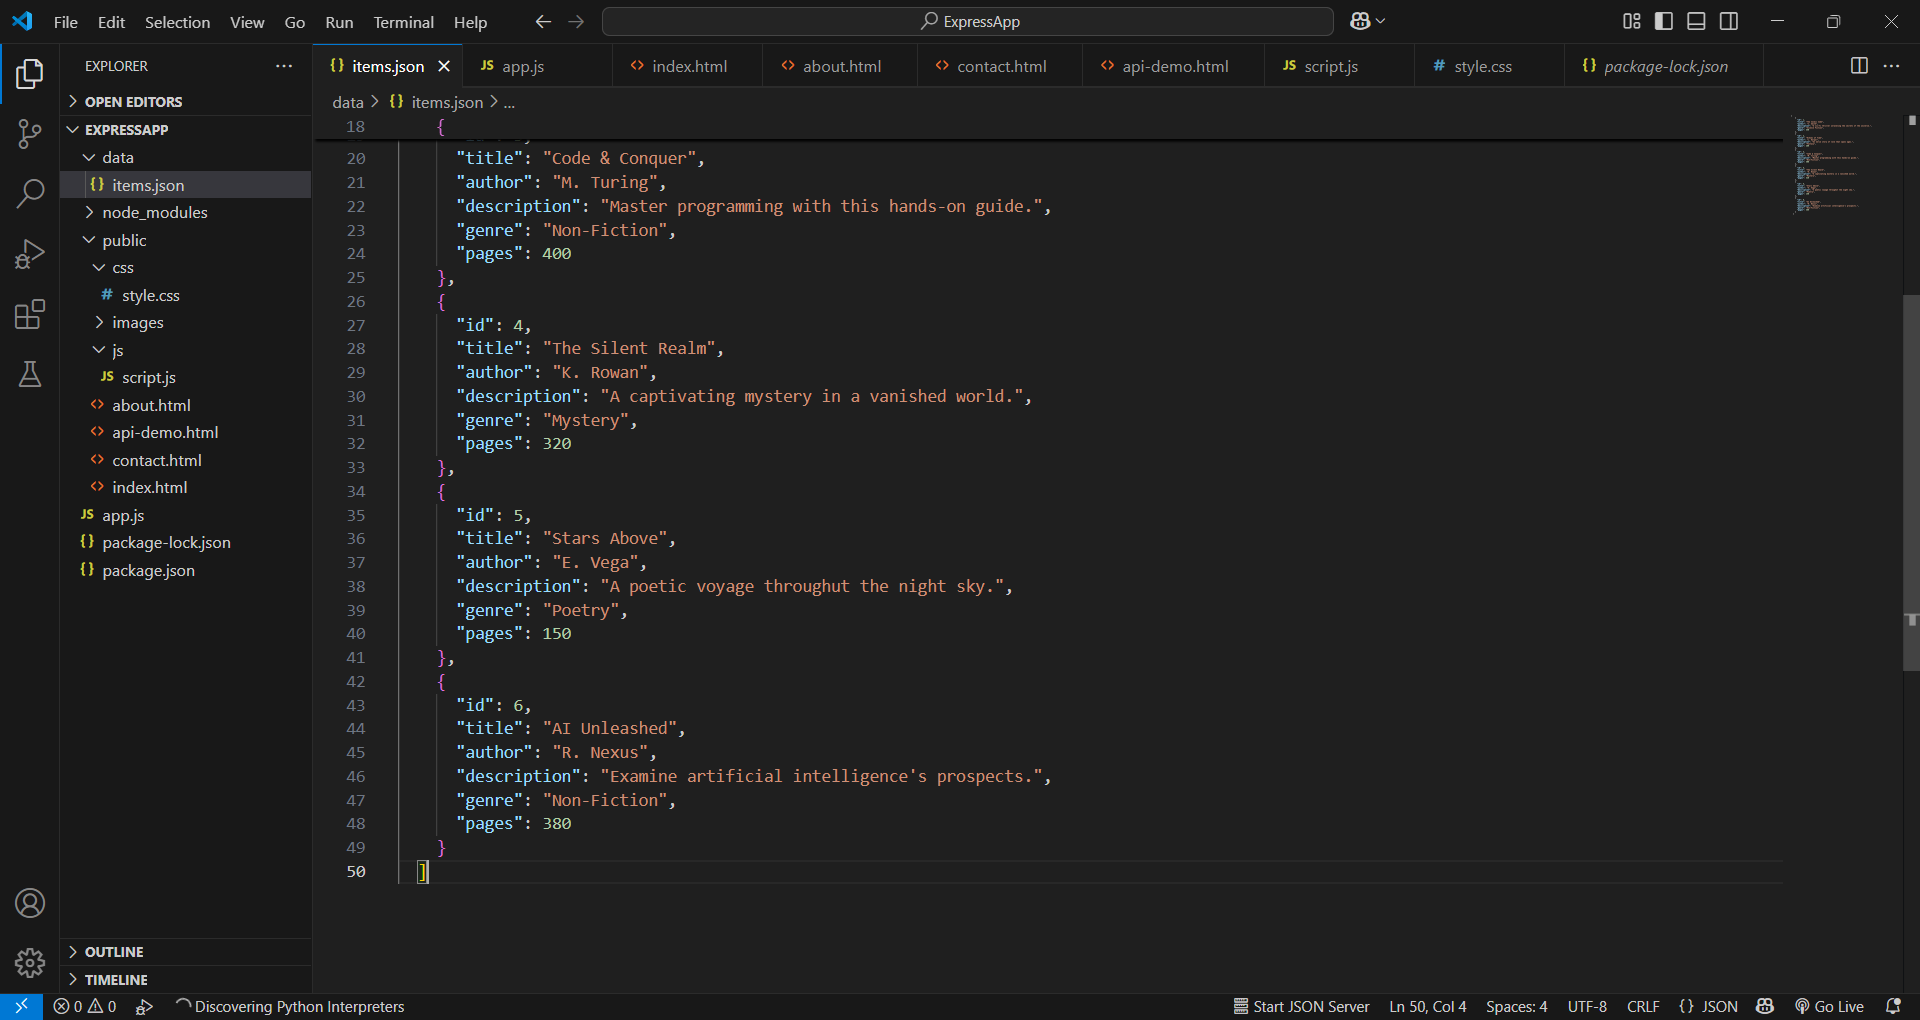 File Edit Selection View Go Run Terminal Help
ExpressApp
EXPLORER
OPEN EDITORS
EXPRESSAPP
data
items.json
node_modules
public
css
# style.css
images
js
JS script.js
<> about.html
<> api-demo.html
<> contact.html
<> index.html
JS app.js
{} package-lock.json
{} package.json
OUTLINE
TIMELINE
{} items.json
JS app.js
<> index.html
<> about.html
<> contact.html
<> api-demo.html
JS script.js
# style.css
{} package-lock.json
data > {} items.json > ...
18 {
20 "title": "Code & Conquer",
21 "author": "M. Turing",
22 "description": "Master programming with this hands-on guide.",
23 "genre": "Non-Fiction",
24 "pages": 400
25 },
26 {
27 "id": 4,
28 "title": "The Silent Realm",
29 "author": "K. Rowan",
30 "description": "A captivating mystery in a vanished world.",
31 "genre": "Mystery",
32 "pages": 320
33 },
34 {
35 "id": 5,
36 "title": "Stars Above",
37 "author": "E. Vega",
38 "description": "A poetic voyage throughut the night sky.",
39 "genre": "Poetry",
40 "pages": 150
41 },
42 {
43 "id": 6,
44 "title": "AI Unleashed",
45 "author": "R. Nexus",
46 "description": "Examine artificial intelligence's prospects.",
47 "genre": "Non-Fiction",
48 "pages": 380
49 }
50 ]
0 0 Discovering Python Interpreters
Start JSON Server Ln 50, Col 4 Spaces: 4 UTF-8 CRLF {} JSON Go Live